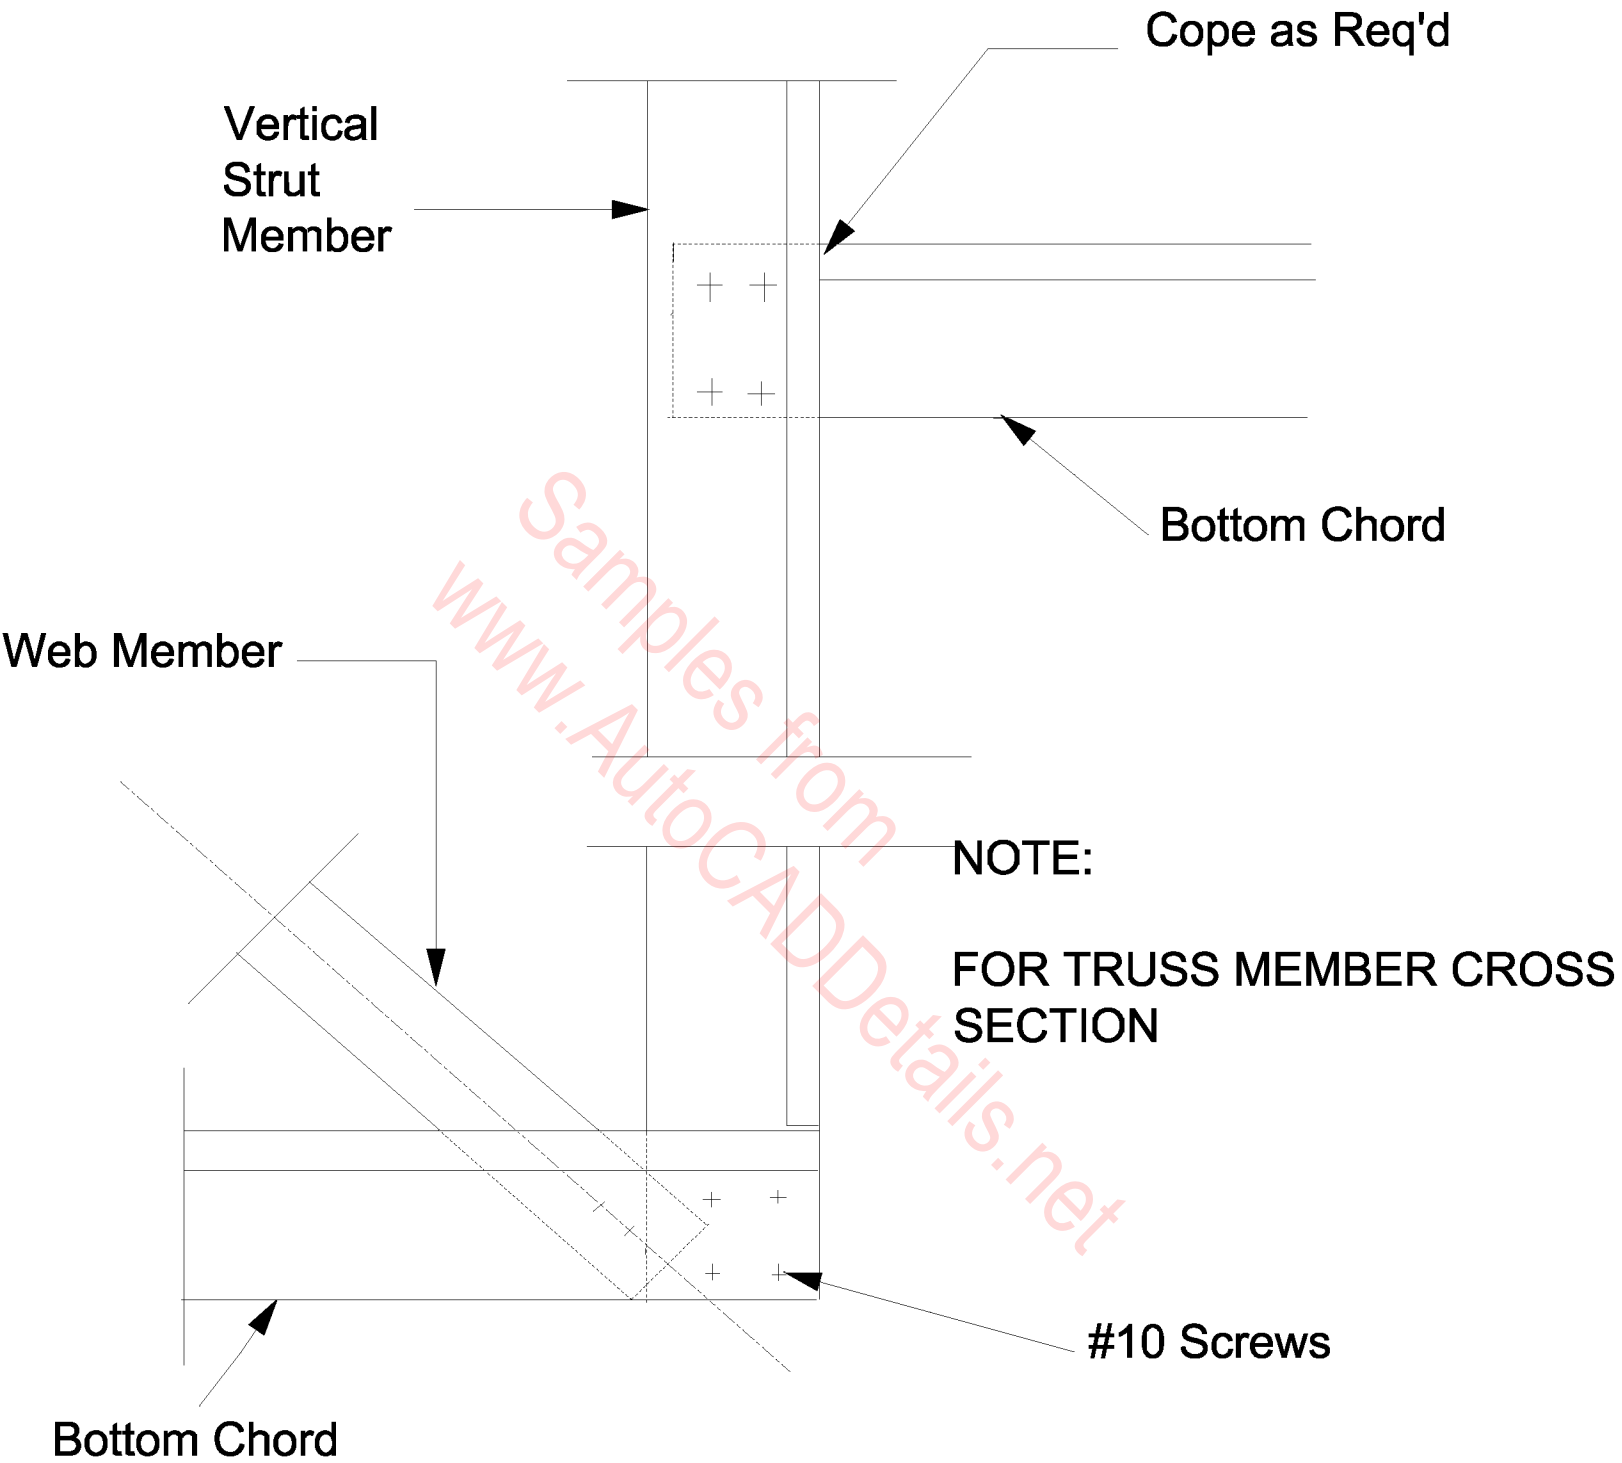 Cope as Req'd
Vertical
Strut
Member
Bottom Chord
Web Member
Samples from
www.AutoCADDetails.net
NOTE:
FOR TRUSS MEMBER CROSS
SECTION
#10 Screws
Bottom Chord